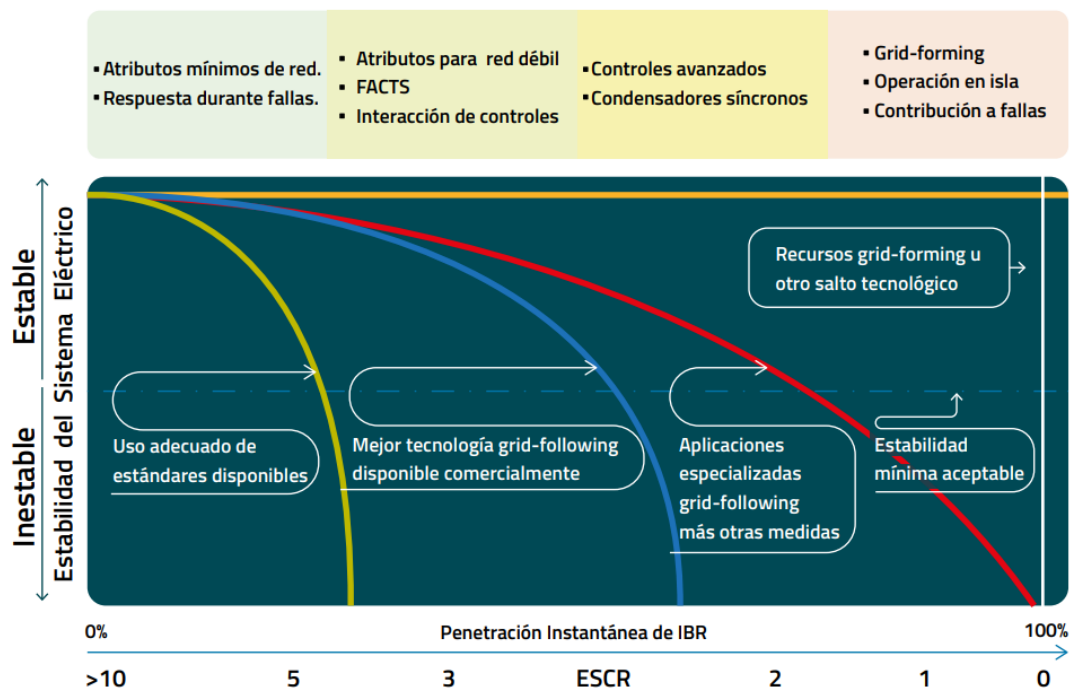 ▪ Atributos mínimos de red.
▪ Respuesta durante fallas.
▪ Atributos para red débil
▪ FACTS
▪ Interacción de controles
▪ Controles avanzados
▪ Condensadores síncronos
▪ Grid-forming
▪ Operación en isla
▪ Contribución a fallas
Estable
Inestable
Estabilidad del Sistema Eléctrico
Recursos grid-forming u
otro salto tecnológico
Uso adecuado de
estándares disponibles
Mejor tecnología grid-following
disponible comercialmente
Aplicaciones
especializadas
grid-following
más otras medidas
Estabilidad
mínima aceptable
0% Penetración Instantánea de IBR 100%
>10 5 3 ESCR 2 1 0